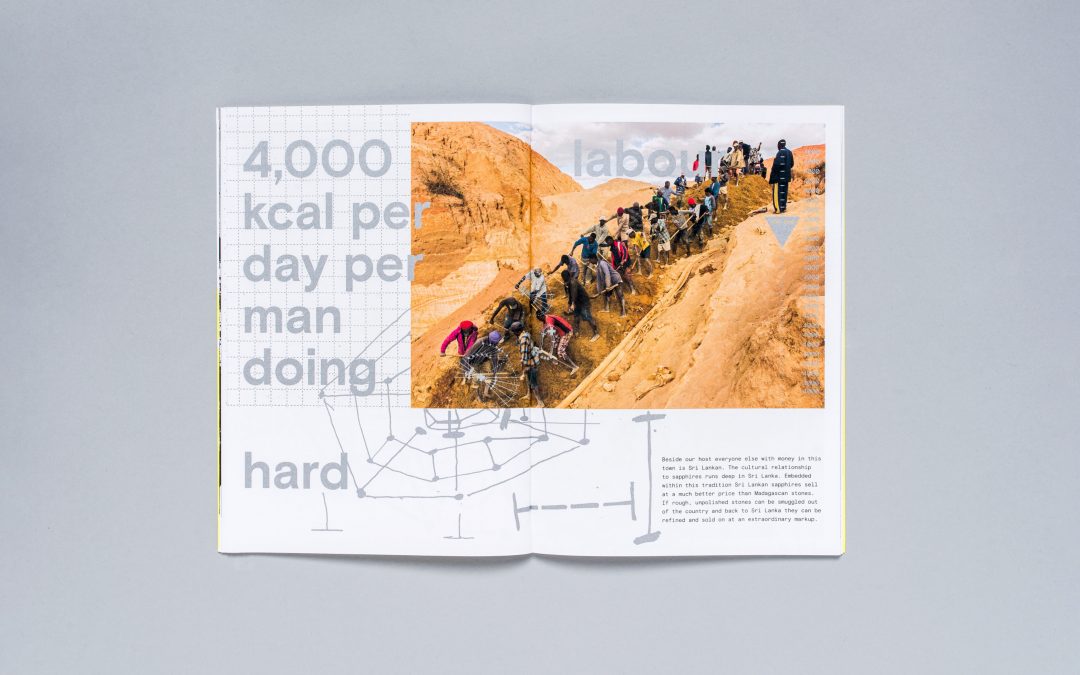 4,000
kcal per
day per
man
doing
hard
labour
Beside our host everyone else with money in this
town is Sri Lankan. The cultural relationship
to sapphires runs deep in Sri Lanka. Embedded
within this tradition Sri Lankan sapphires sell
at a much better price than Madagascan stones.
If rough, unpolished stones can be smuggled out
of the country and back to Sri Lanka they can be
refined and sold on at an extraordinary markup.